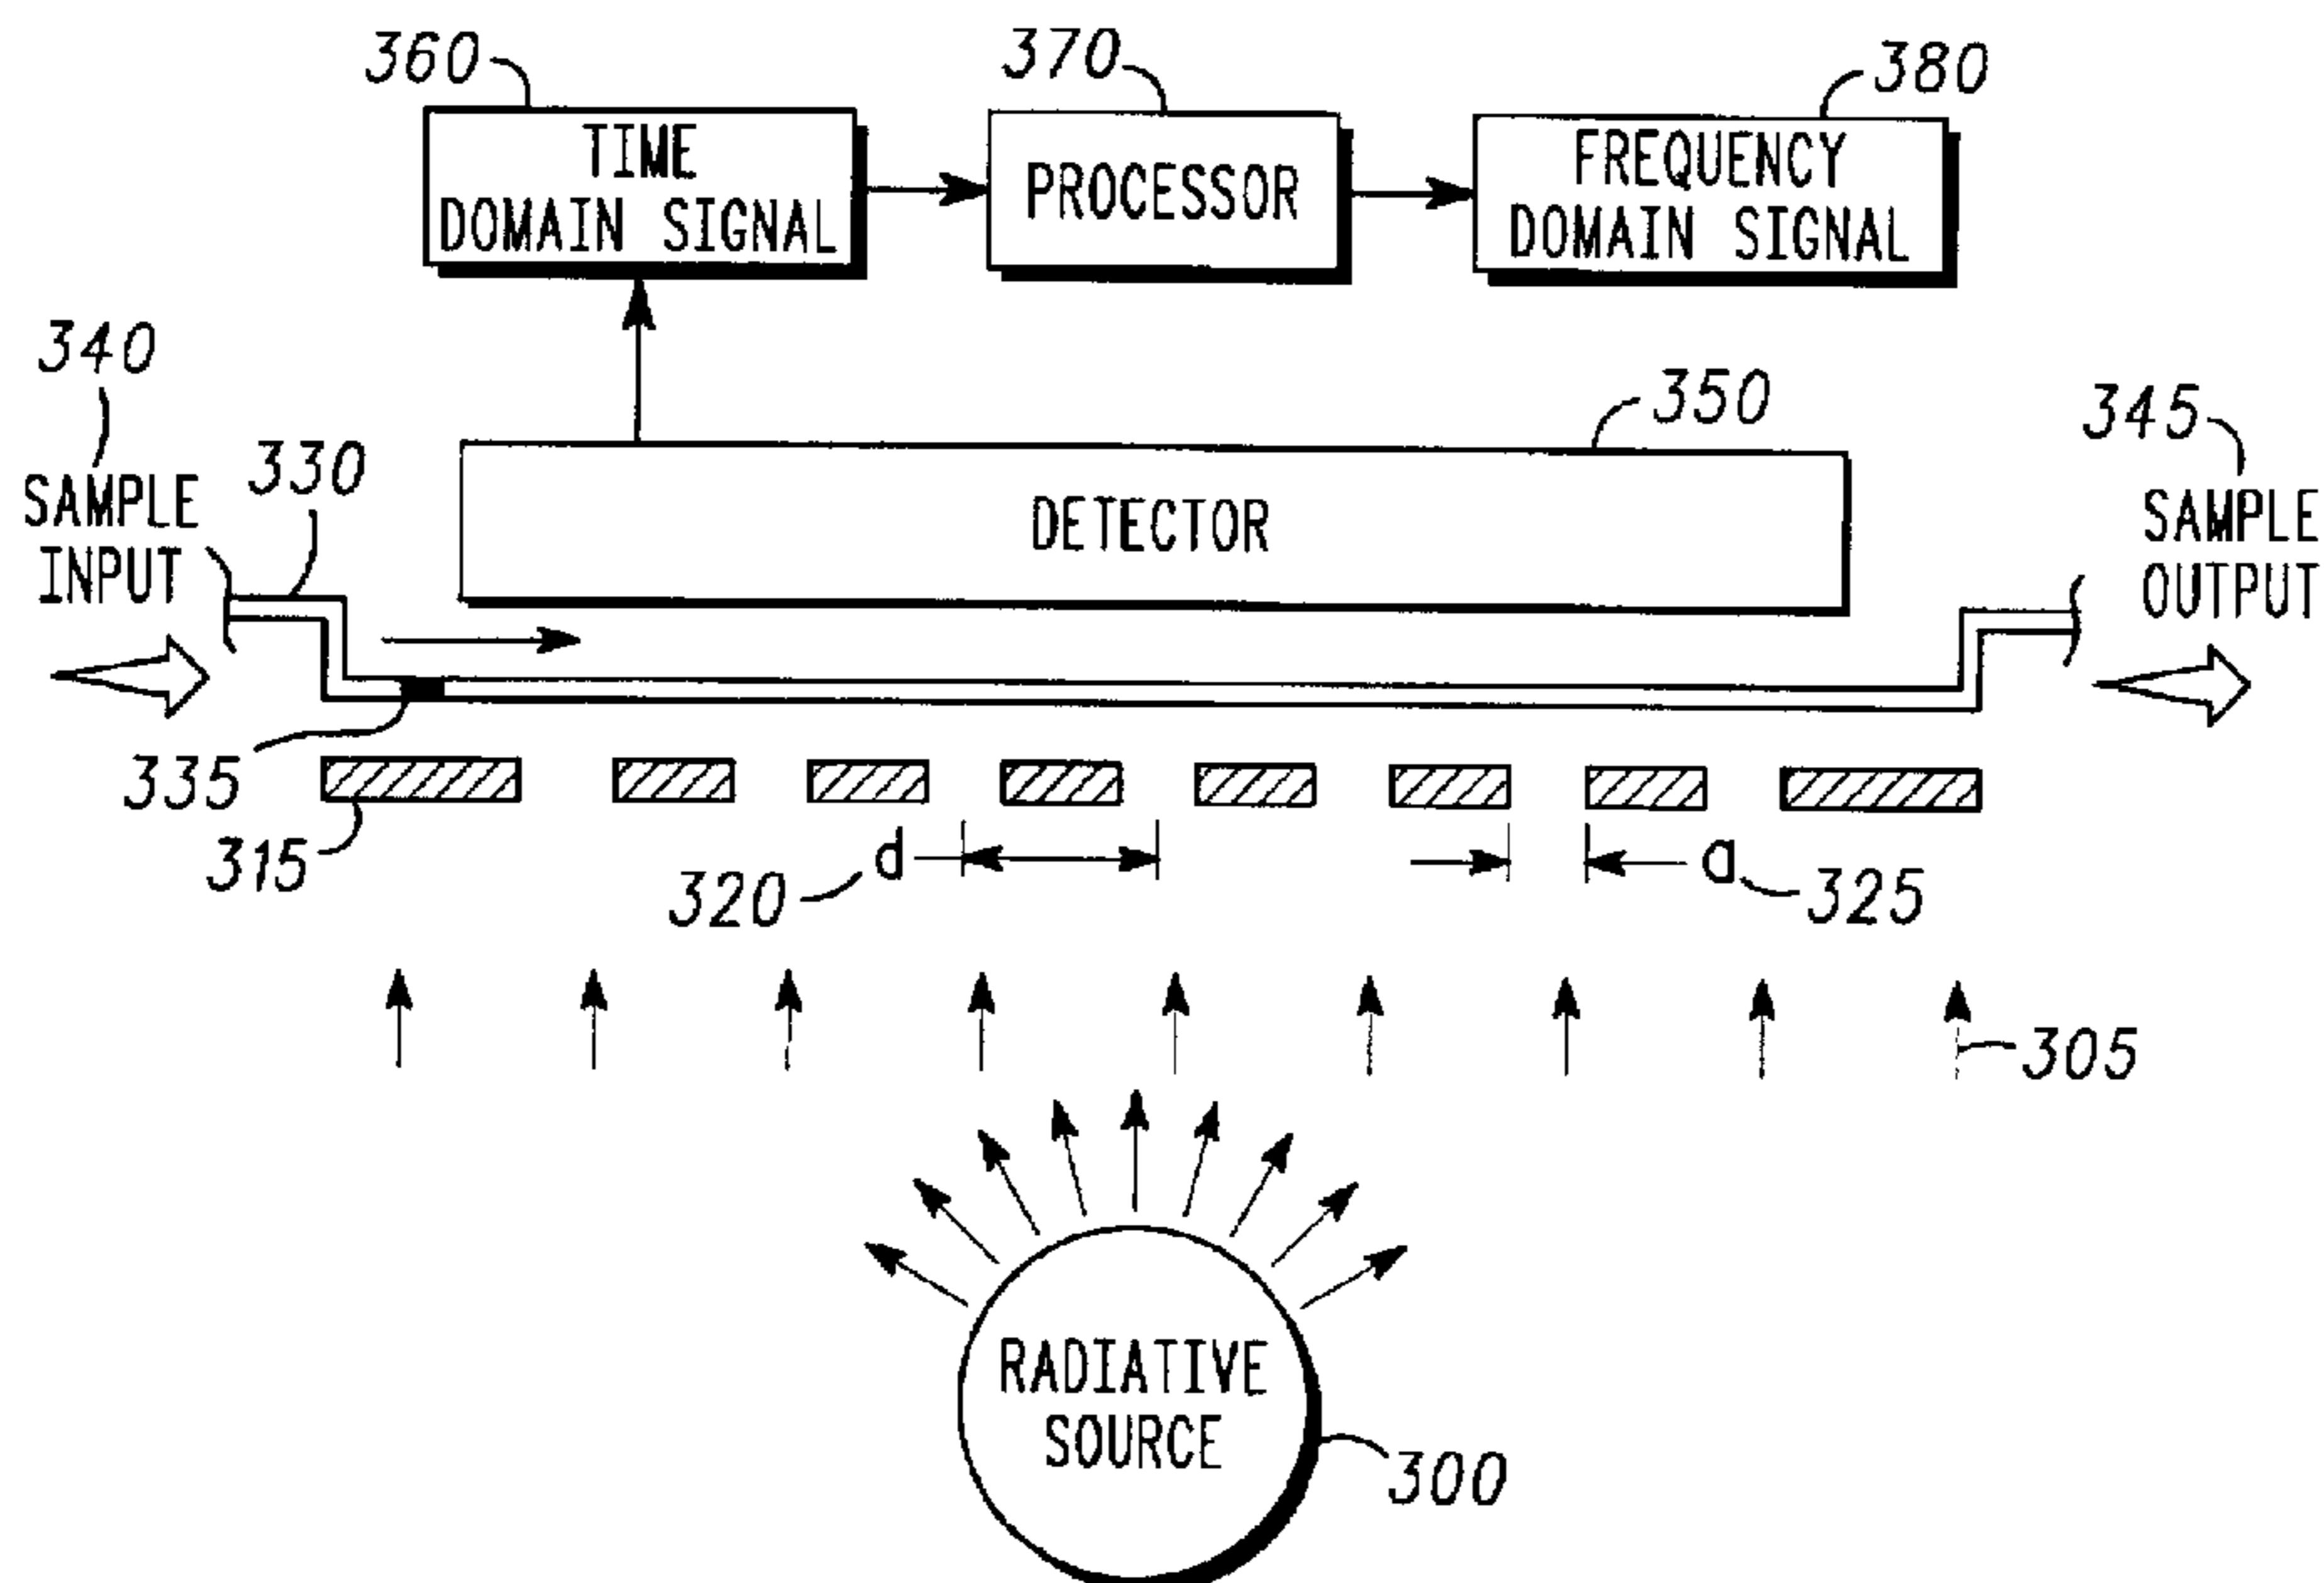 360
370
380
TIME
DOMAIN SIGNAL
PROCESSOR
FREQUENCY
DOMAIN SIGNAL
340
330
350
345
SAMPLE
INPUT
DETECTOR
SAMPLE
OUTPUT
335
315
320
d
a
325
305
RADIATIVE
SOURCE
300